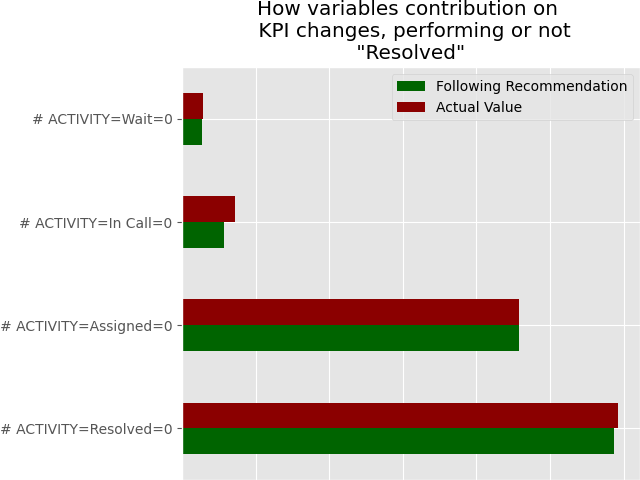 How variables contribution on
KPI changes, performing or not
"Resolved"
Following Recommendation
Actual Value
# ACTIVITY=Wait=0
# ACTIVITY=In Call=0
# ACTIVITY=Assigned=0
# ACTIVITY=Resolved=0